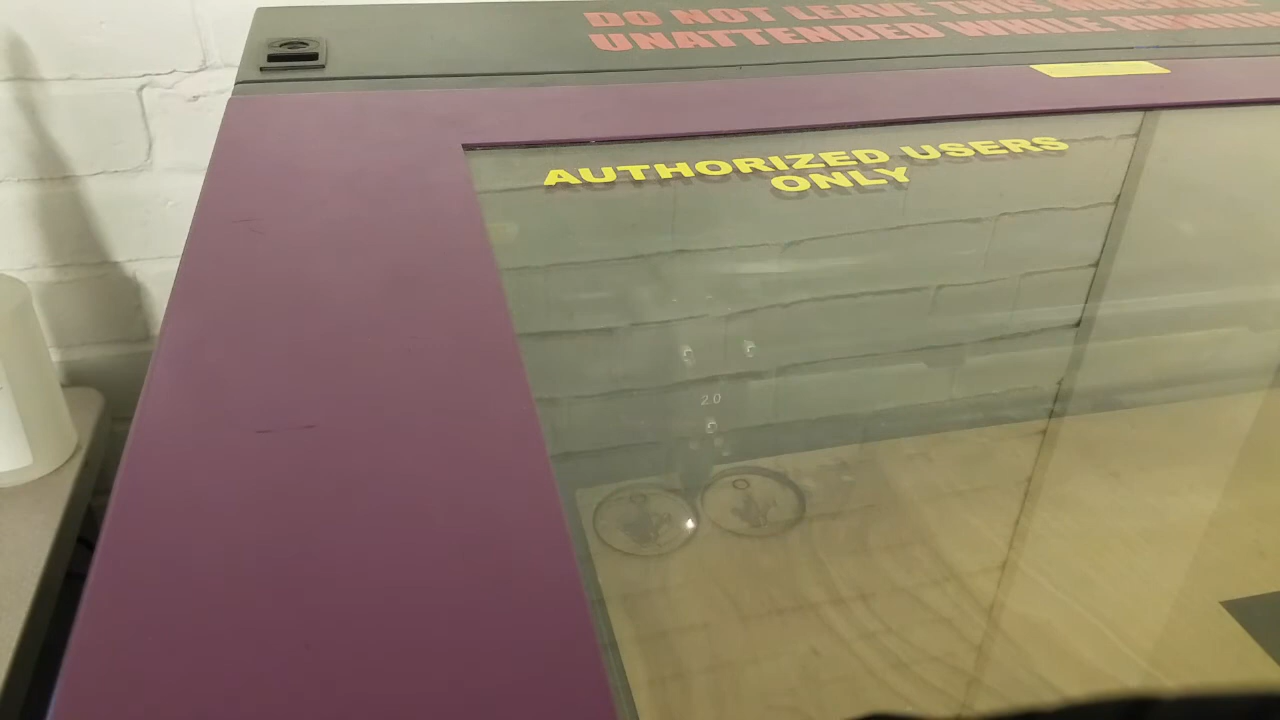 DO NOT LEAVE THIS MACHINE
UNATTENDED WHILE RUNNING
AUTHORIZED USERS
ONLY
2.0